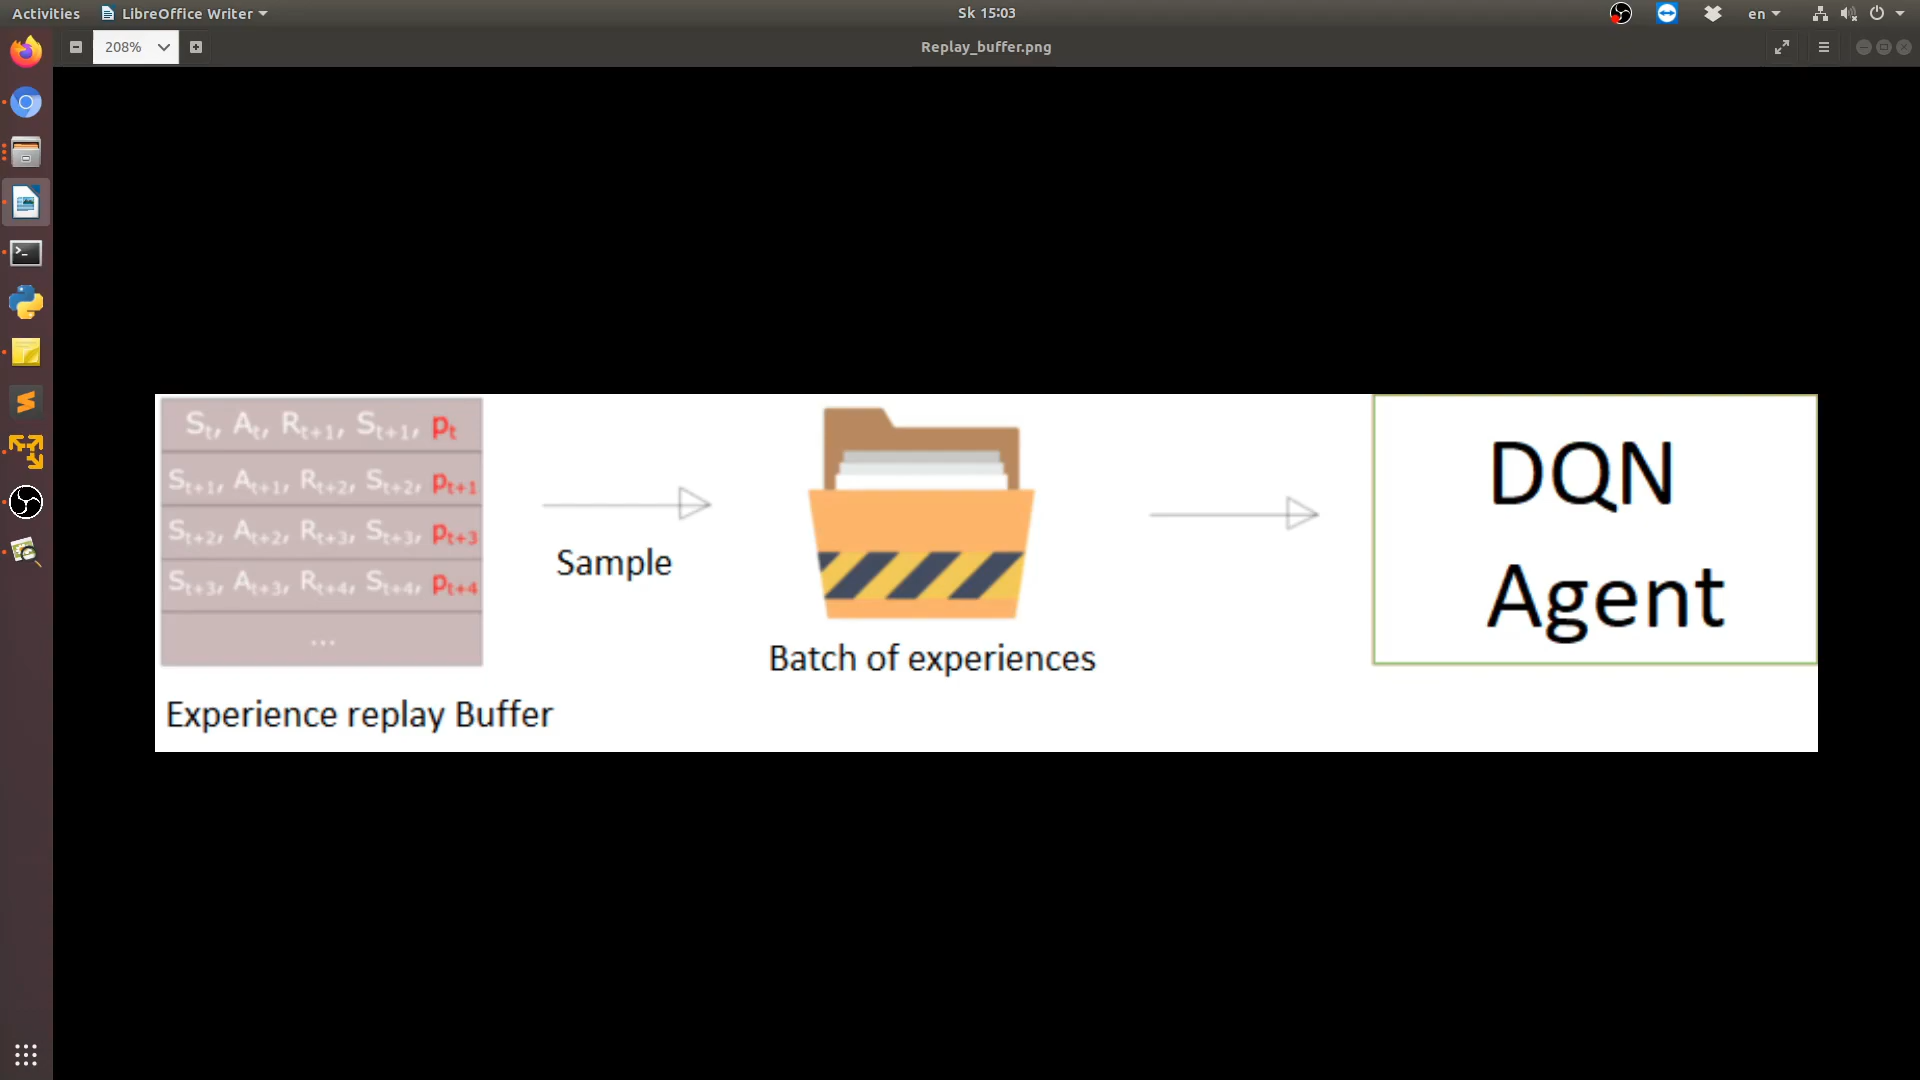 Activities LibreOffice Writer Sk 15:03 en
208% Replay_buffer.png
St, At, Rt+1, St+1, pt
St+1, At+1, Rt+2, St+2, pt+1
St+2, At+2, Rt+3, St+3, pt+3
St+3, At+3, Rt+4, St+4, pt+4
...
Experience replay Buffer
Sample
Batch of experiences
DQN
Agent